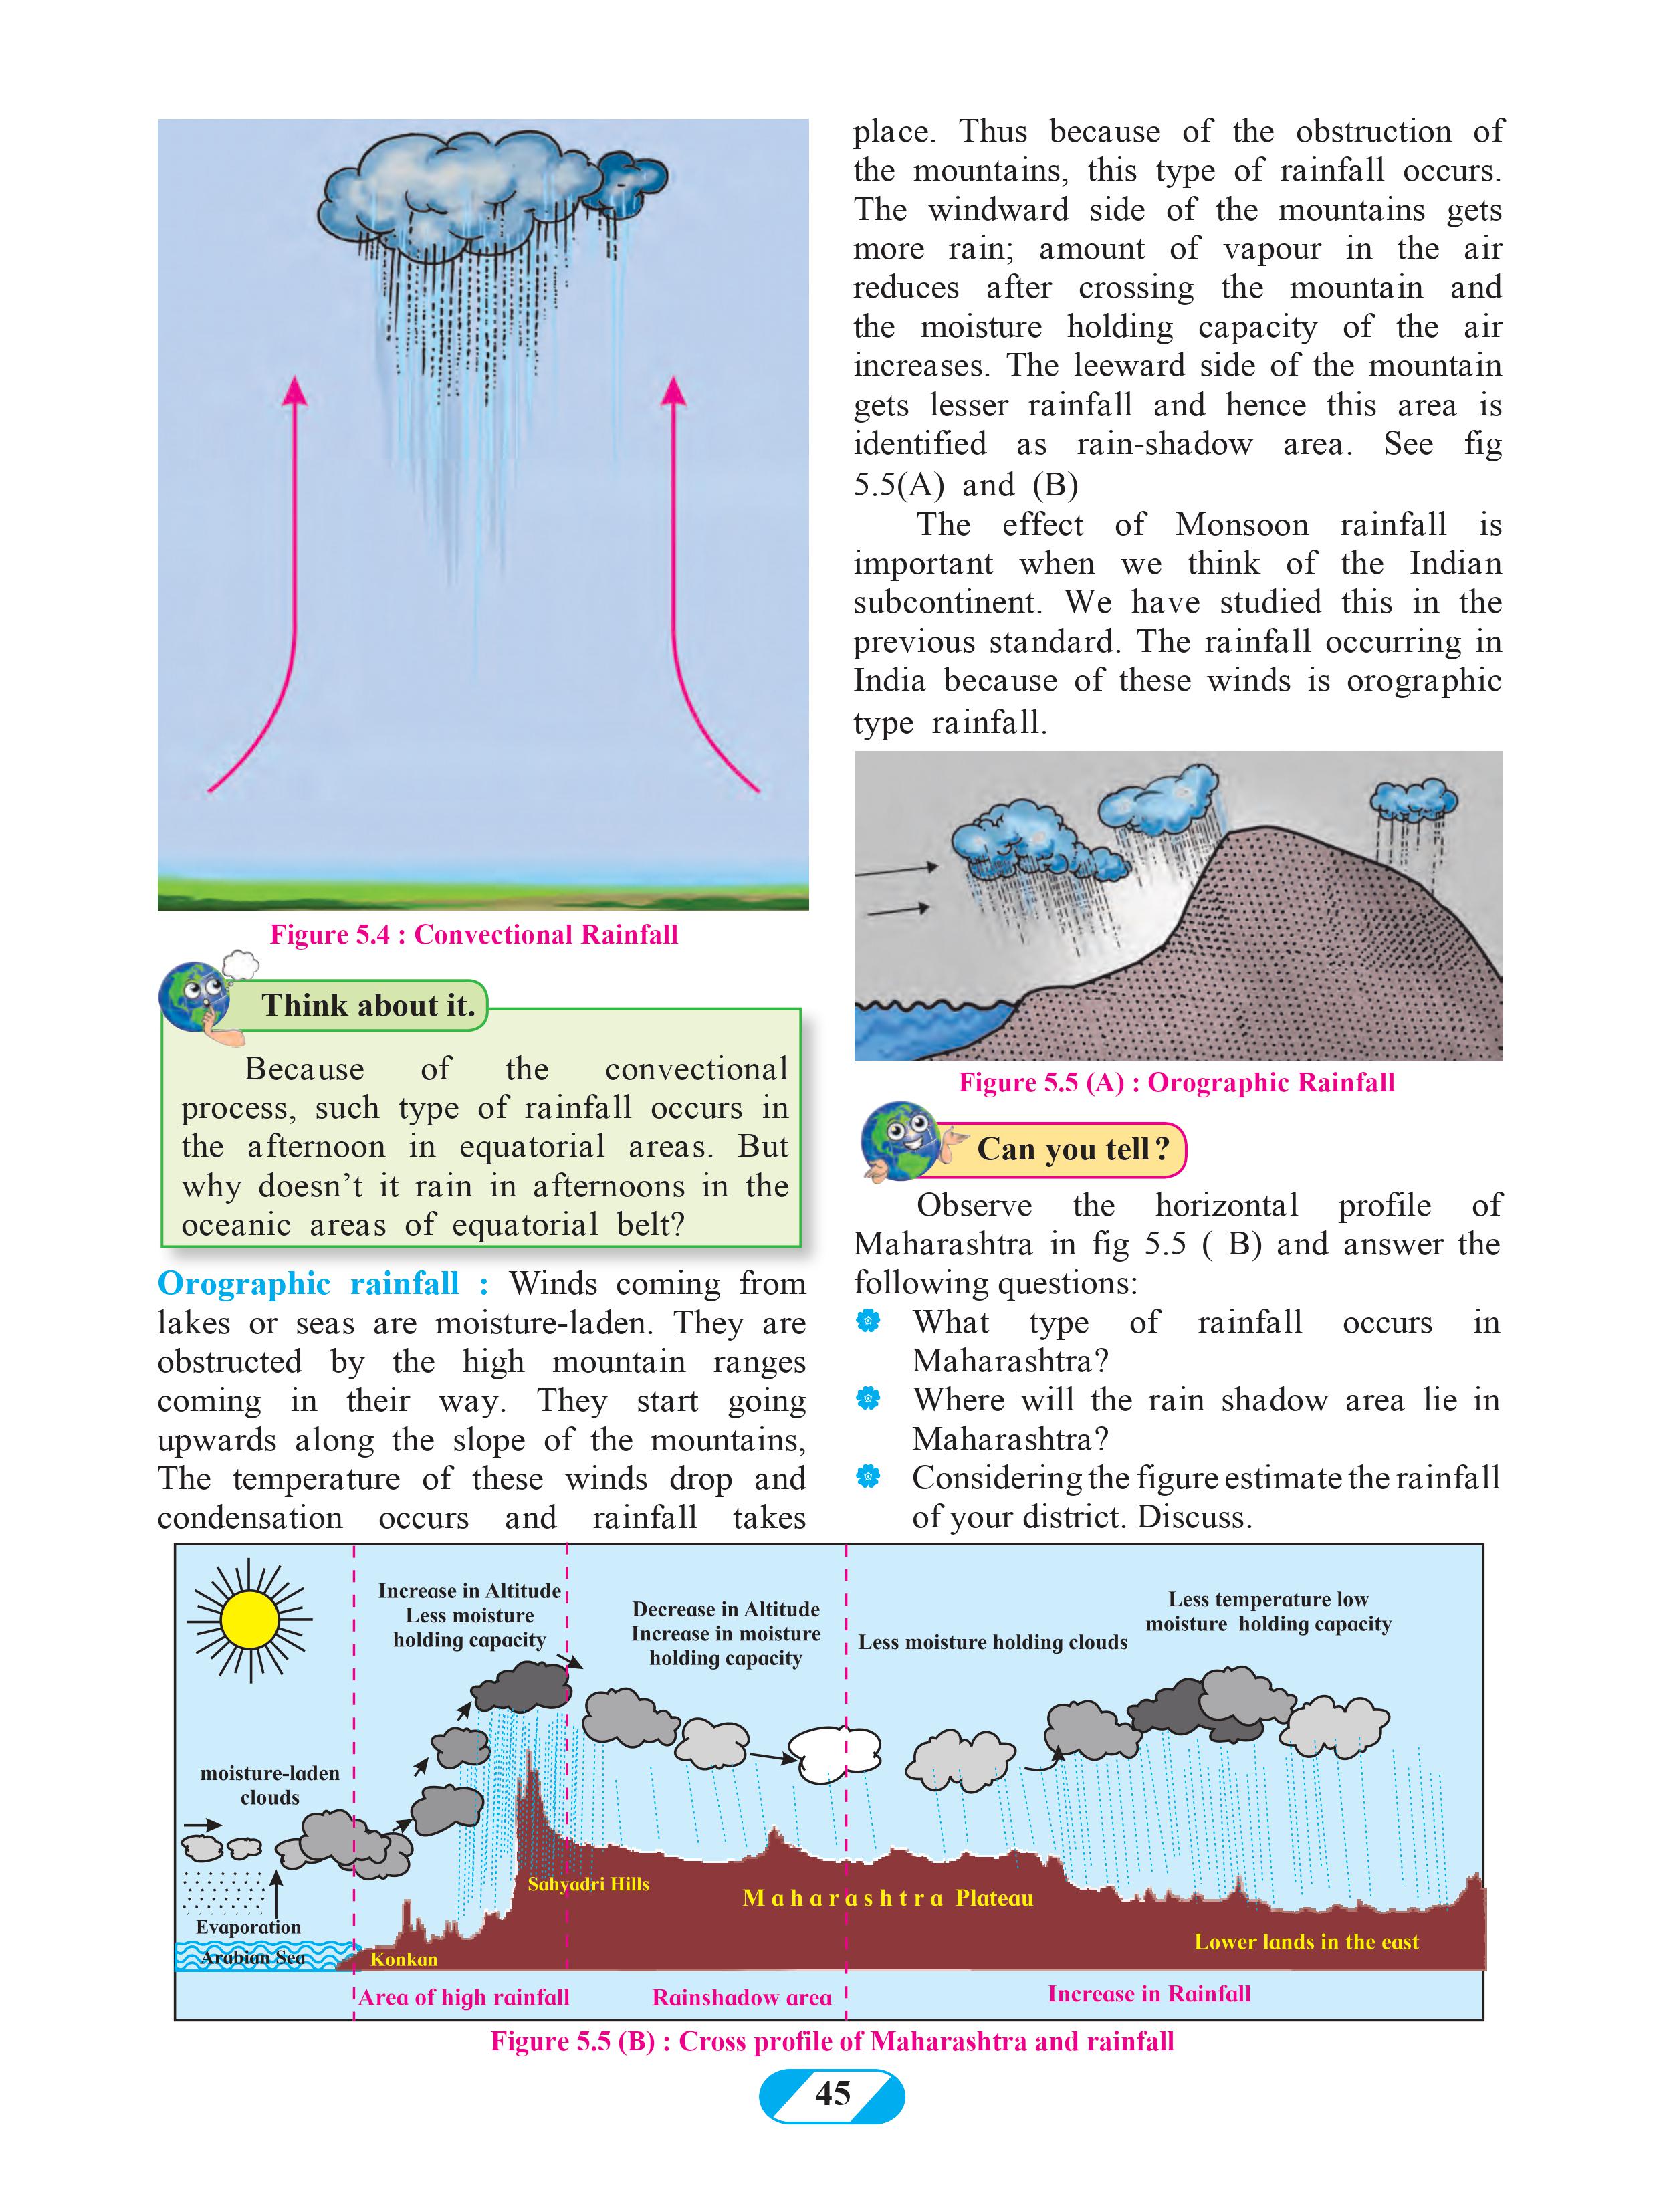 Figure 5.4 : Convectional Rainfall
Think about it.
Because of the convectional
process, such type of rainfall occurs in
the afternoon in equatorial areas. But
why doesn’t it rain in afternoons in the
oceanic areas of equatorial belt?
Orographic rainfall : Winds coming from
lakes or seas are moisture-laden. They are
obstructed by the high mountain ranges
coming in their way. They start going
upwards along the slope of the mountains,
The temperature of these winds drop and
condensation occurs and rainfall takes
place. Thus because of the obstruction of
the mountains, this type of rainfall occurs.
The windward side of the mountains gets
more rain; amount of vapour in the air
reduces after crossing the mountain and
the moisture holding capacity of the air
increases. The leeward side of the mountain
gets lesser rainfall and hence this area is
identified as rain-shadow area. See fig
5.5(A) and (B)
The effect of Monsoon rainfall is
important when we think of the Indian
subcontinent. We have studied this in the
previous standard. The rainfall occurring in
India because of these winds is orographic
type rainfall.
Figure 5.5 (A) : Orographic Rainfall
Can you tell ?
Observe the horizontal profile of
Maharashtra in fig 5.5 ( B) and answer the
following questions:
What type of rainfall occurs in
Maharashtra?
Where will the rain shadow area lie in
Maharashtra?
Considering the figure estimate the rainfall
of your district. Discuss.
Increase in Altitude
Less moisture
holding capacity
Decrease in Altitude
Increase in moisture
holding capacity
Less moisture holding clouds
Less temperature low
moisture holding capacity
moisture-laden
clouds
Evaporation
Arabian Sea
Konkan
Sahyadri Hills
Maharashtra Plateau
Lower lands in the east
Area of high rainfall
Rainshadow area
Increase in Rainfall
Figure 5.5 (B) : Cross profile of Maharashtra and rainfall
45